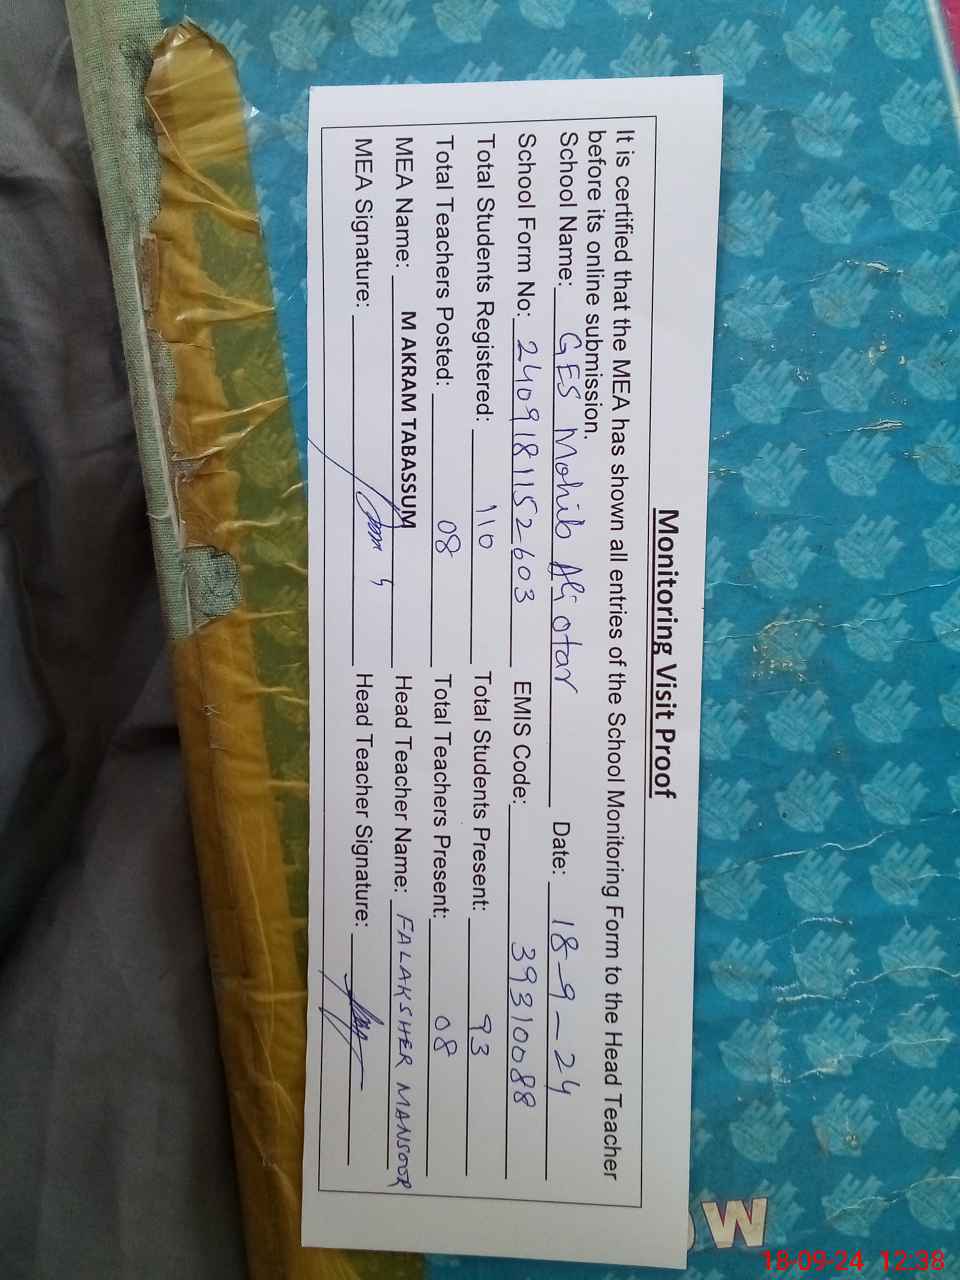 Monitoring Visit Proof
It is certified that the MEA has shown all entries of the School Monitoring Form to the Head Teacher
before its online submission.
School Name: GES Mohib Ali otar Date: 18-9-24
School Form No: 2409181152603 EMIS Code: 39310088
Total Students Registered: 110 Total Students Present: 93
Total Teachers Posted: 08 Total Teachers Present: 08
MEA Name: M AKRAM TABASSUM Head Teacher Name: FALAKSHER MANSOOR
MEA Signature: Head Teacher Signature:
18-09-24 12:38